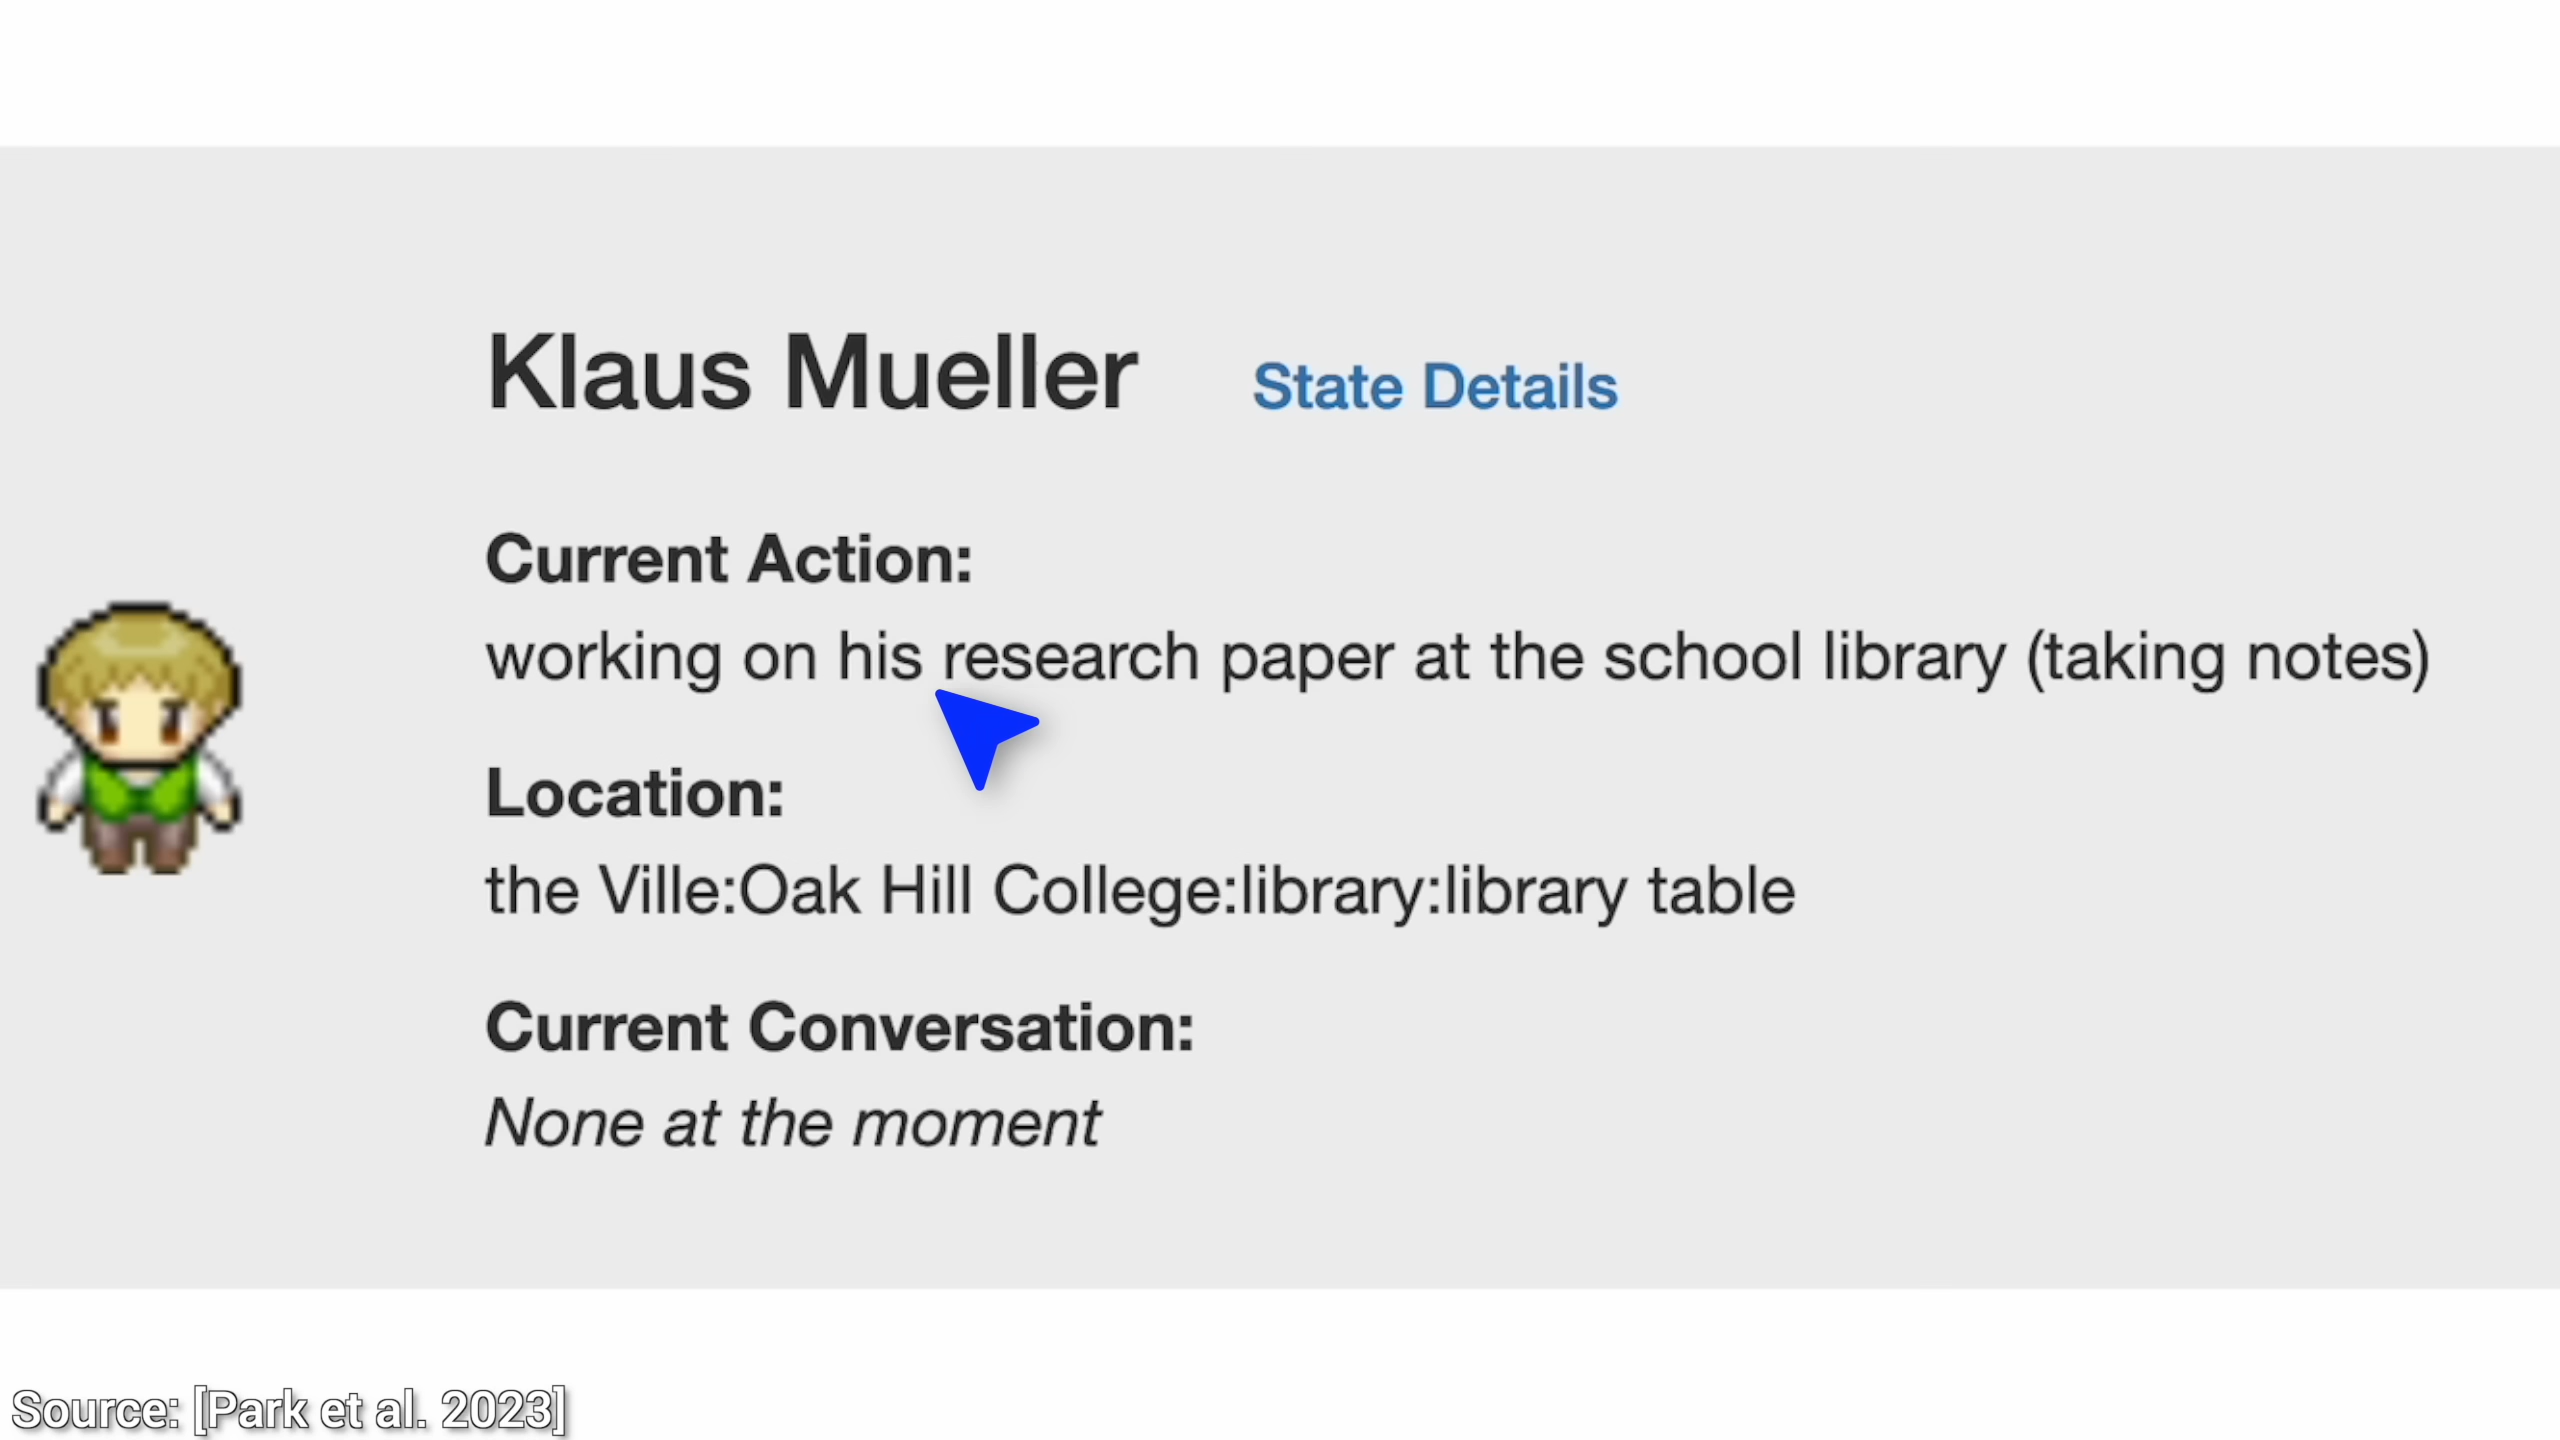 Klaus Mueller State Details
Current Action:
working on his research paper at the school library (taking notes)
Location:
the Ville:Oak Hill College:library:library table
Current Conversation:
None at the moment
Source: [Park et al. 2023]